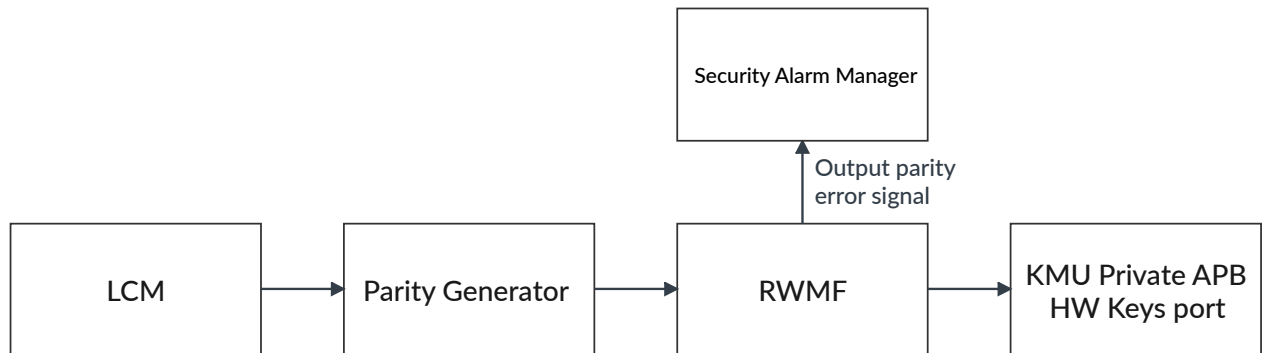 Security Alarm Manager
Output parity
error signal
LCM
Parity Generator
RWMF
KMU Private APB
HW Keys port